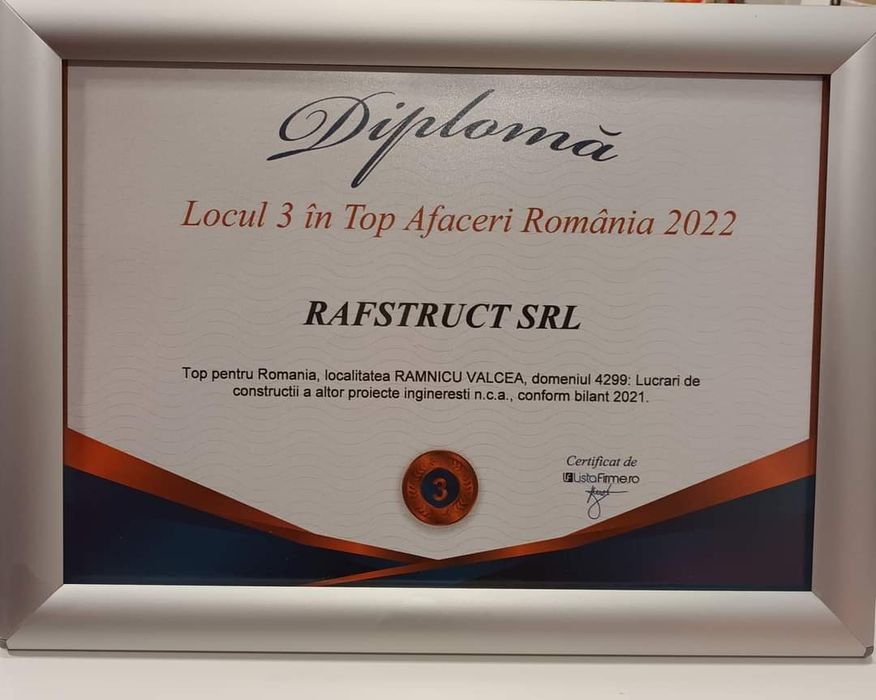 Diplomă
Locul 3 în Top Afaceri România 2022
RAFSTRUCT SRL
Top pentru Romania, localitatea RAMNICU VALCEA, domeniul 4299: Lucrari de
constructii a altor proiecte ingineresti n.c.a., conform bilant 2021.
3
Certificat de
ListaFirme.ro